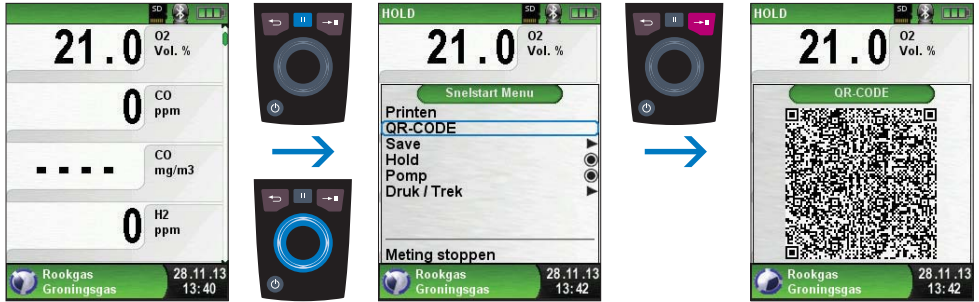 SD
21.0 O2
Vol. %
0 CO
ppm
---- CO
mg/m3
0 H2
ppm
Rookgas
Groningsgas
28.11.13
13:40
HOLD
SD
21.0 O2
Vol. %
Snelstart Menu
Printen
QR-CODE
Save
Hold
Pomp
Druk / Trek
Meting stoppen
Rookgas
Groningsgas
28.11.13
13:42
HOLD
SD
21.0 O2
Vol. %
QR-CODE
Rookgas
Groningsgas
28.11.13
13:42